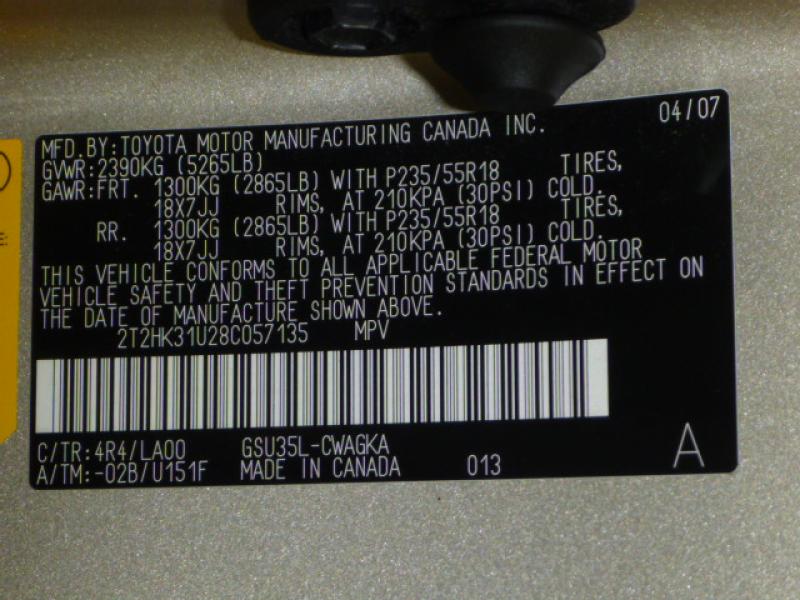 04/07
MFD.BY:TOYOTA MOTOR MANUFACTURING CANADA INC.
GVWR:2390KG (5265LB)
GAWR:FRT. 1300KG (2865LB) WITH P235/55R18 TIRES,
18X7JJ RIMS, AT 210KPA (30PSI) COLD.
RR. 1300KG (2865LB) WITH P235/55R18 TIRES,
18X7JJ RIMS, AT 210KPA (30PSI) COLD.
THIS VEHICLE CONFORMS TO ALL APPLICABLE FEDERAL MOTOR
VEHICLE SAFETY AND THEFT PREVENTION STANDARDS IN EFFECT ON
THE DATE OF MANUFACTURE SHOWN ABOVE.
2T2HK31U28C057135 MPV
C/TR:4R4/LA00 GSU35L-CWAGKA
A/TM:-02B/U151F MADE IN CANADA 013 A